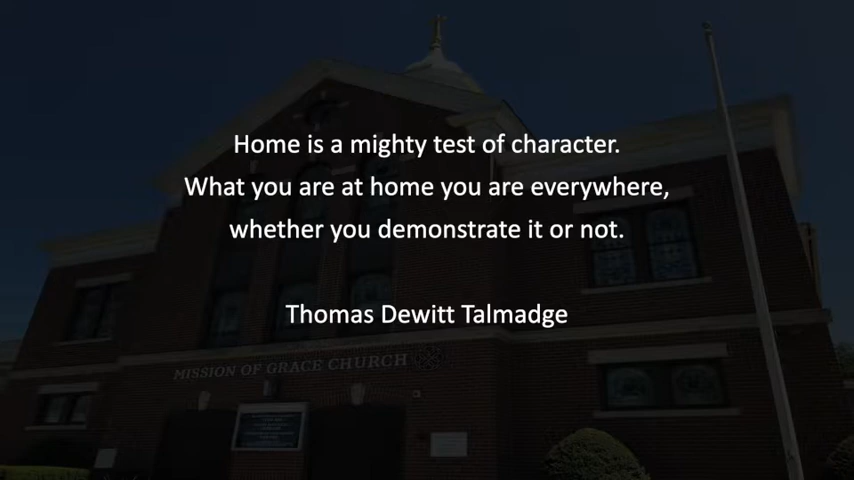 Home is a mighty test of character.
What you are at home you are everywhere,
whether you demonstrate it or not.
Thomas Dewitt Talmadge
MISSION OF GRACE CHURCH